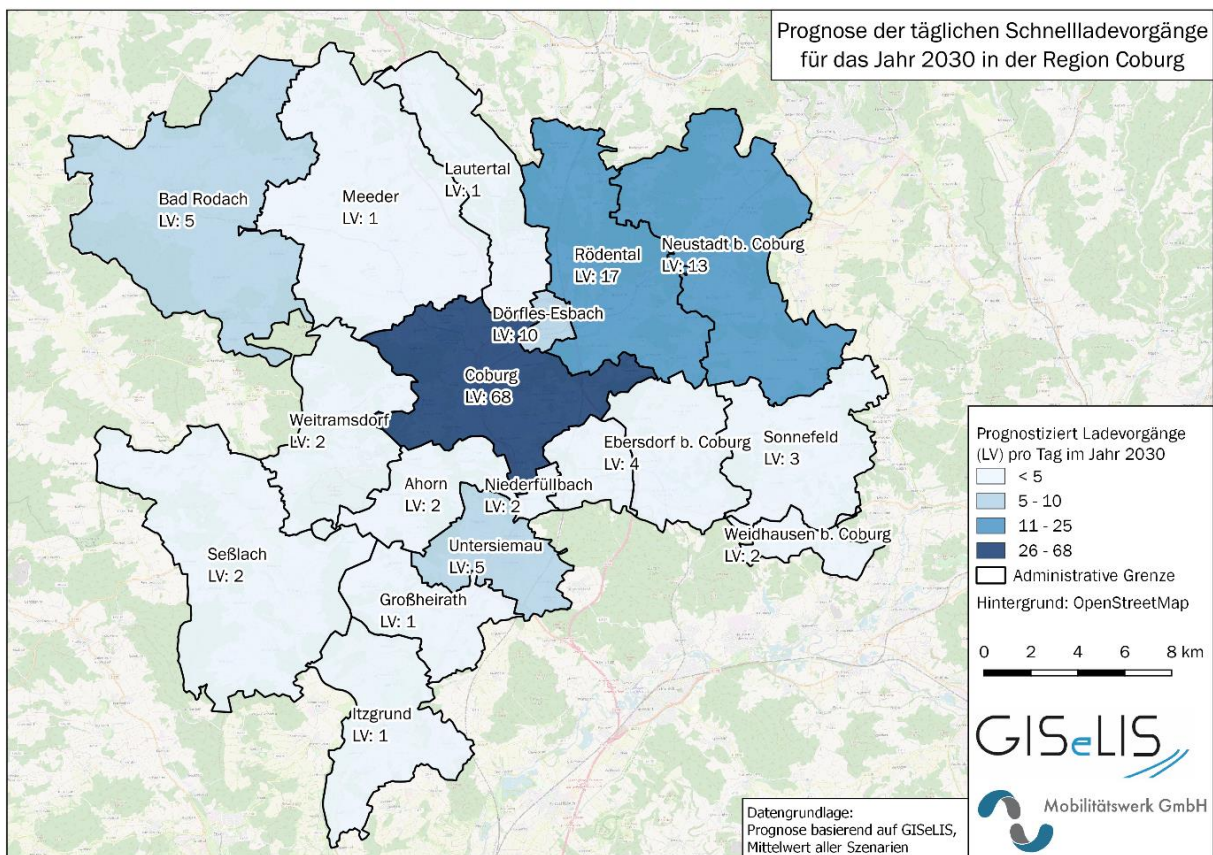 Prognose der täglichen Schnellladevorgänge
für das Jahr 2030 in der Region Coburg
Lautertal
LV: 1
Bad Rodach
LV: 5
Meeder
LV: 1
Rödental
LV: 17
Neustadt b. Coburg
LV: 13
Dörfles-Esbach
LV: 10
Coburg
LV: 68
Weitramsdorf
LV: 2
Ebersdorf b. Coburg
LV: 4
Sonnefeld
LV: 3
Ahorn
LV: 2
Niederfüllbach
LV: 2
Untersiemau
LV: 5
Weidhausen b. Coburg
LV: 2
Seßlach
LV: 2
Großheirath
LV: 1
Itzgrund
LV: 1
Prognostiziert Ladevorgänge
(LV) pro Tag im Jahr 2030
< 5
5 - 10
11 - 25
26 - 68
Administrative Grenze
Hintergrund: OpenStreetMap
0 2 4 6 8 km
GISeLIS
Mobilitätswerk GmbH
Datengrundlage:
Prognose basierend auf GISeLIS,
Mittelwert aller Szenarien